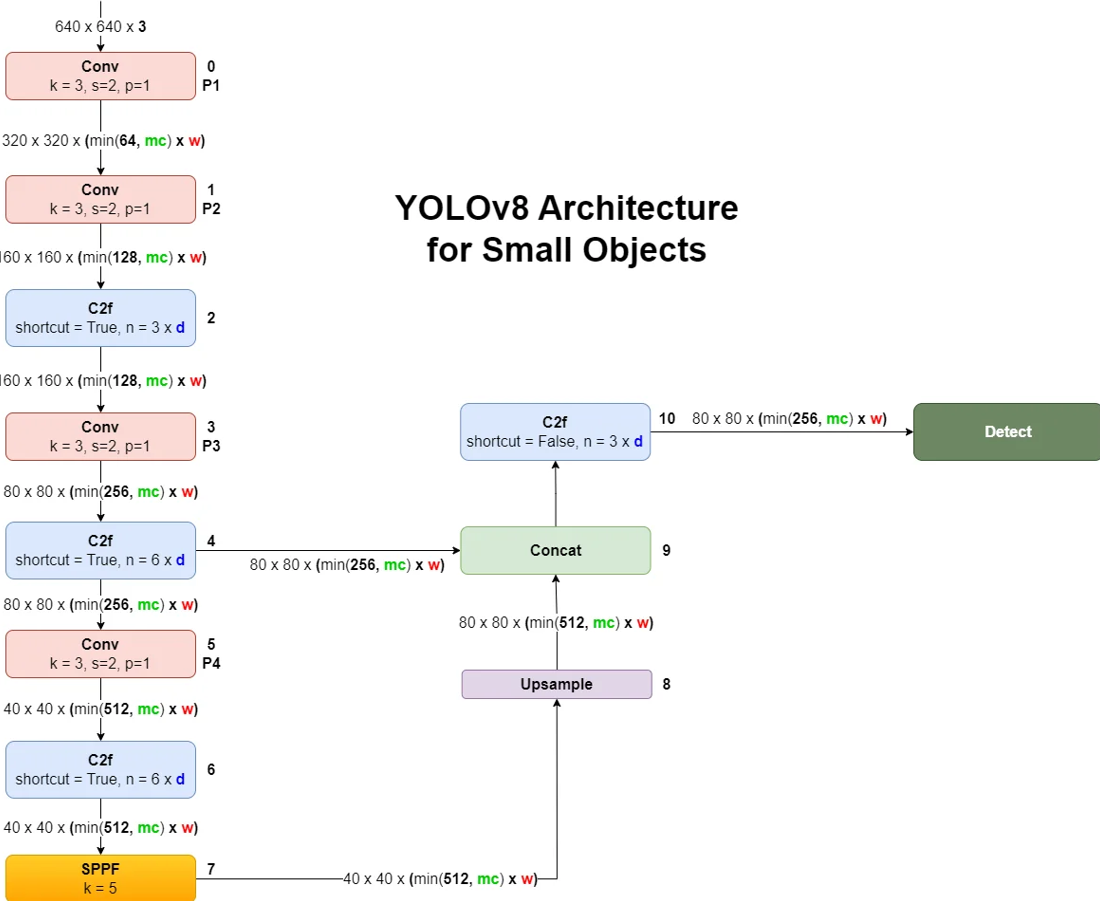 640 x 640 x 3
Conv
k = 3, s=2, p=1
0
P1
320 x 320 x (min(64, mc) x w)
Conv
k = 3, s=2, p=1
1
P2
YOLOv8 Architecture
for Small Objects
160 x 160 x (min(128, mc) x w)
C2f
shortcut = True, n = 3 x d
2
160 x 160 x (min(128, mc) x w)
Conv
k = 3, s=2, p=1
3
P3
C2f
shortcut = False, n = 3 x d
10
80 x 80 x (min(256, mc) x w)
Detect
80 x 80 x (min(256, mc) x w)
C2f
shortcut = True, n = 6 x d
4
80 x 80 x (min(256, mc) x w)
Concat
9
80 x 80 x (min(256, mc) x w)
80 x 80 x (min(512, mc) x w)
Conv
k = 3, s=2, p=1
5
P4
Upsample
8
40 x 40 x (min(512, mc) x w)
C2f
shortcut = True, n = 6 x d
6
40 x 40 x (min(512, mc) x w)
SPPF
k = 5
7
40 x 40 x (min(512, mc) x w)